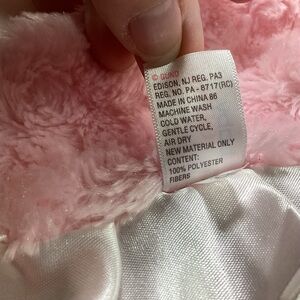 © GUND
EDISON, NJ REG. PA3
REG. NO. PA - 8717(RC)
MADE IN CHINA 86
MACHINE WASH
COLD WATER,
GENTLE CYCLE,
AIR DRY
NEW MATERIAL ONLY
CONTENT:
100% POLYESTER
FIBERS